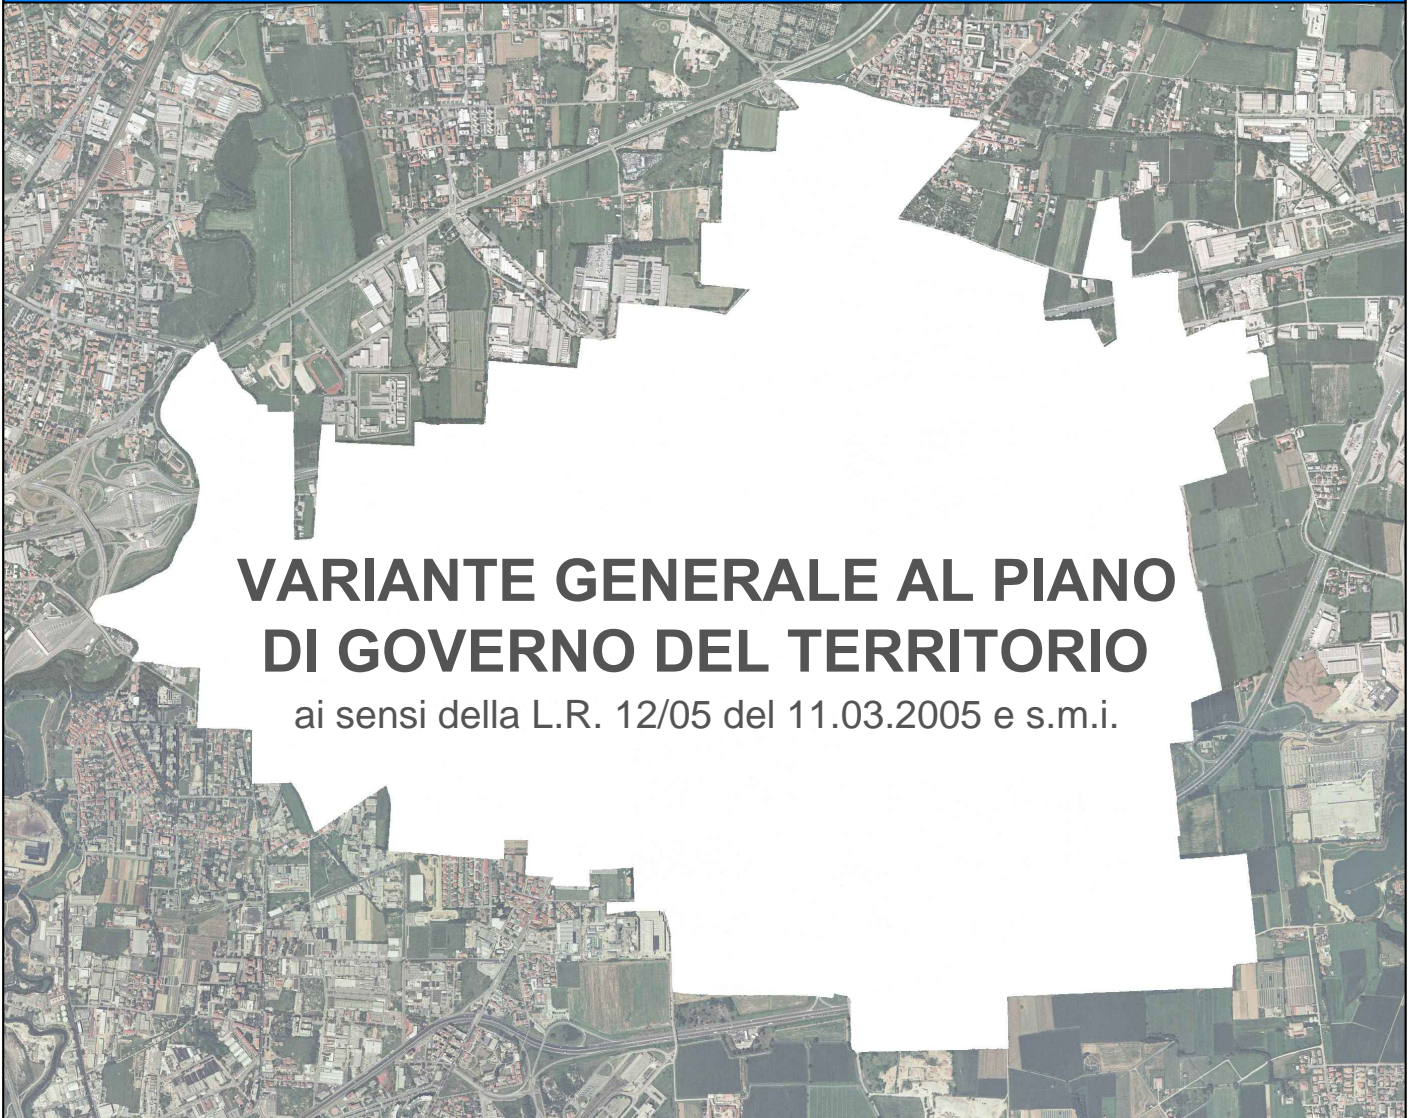 VARIANTE GENERALE AL PIANO
DI GOVERNO DEL TERRITORIO
ai sensi della L.R. 12/05 del 11.03.2005 e s.m.i.